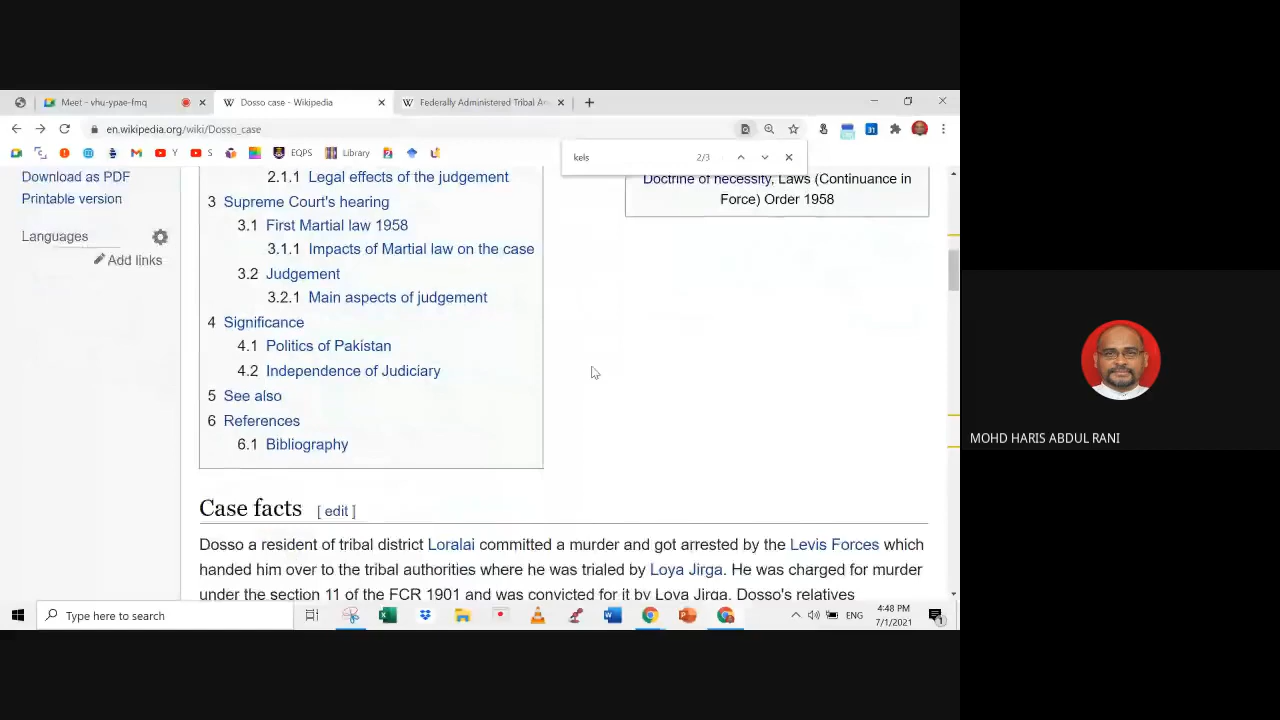 Meet - vhu-ypae-fmq
Dosso case - Wikipedia
Federally Administered Tribal Ar
en.wikipedia.org/wiki/Dosso_case
Y
S
EQPS
Library
kels 2/3
Download as PDF
Printable version
Languages
Add links
2.1.1 Legal effects of the judgement
3 Supreme Court's hearing
3.1 First Martial law 1958
3.1.1 Impacts of Martial law on the case
3.2 Judgement
3.2.1 Main aspects of judgement
4 Significance
4.1 Politics of Pakistan
4.2 Independence of Judiciary
5 See also
6 References
6.1 Bibliography
Doctrine of necessity, Laws (Continuance in
Force) Order 1958
Case facts [ edit ]
Dosso a resident of tribal district Loralai committed a murder and got arrested by the Levis Forces which
handed him over to the tribal authorities where he was trialed by Loya Jirga. He was charged for murder
under the section 11 of the FCR 1901 and was convicted for it by Loya Jirga. Dosso's relatives
Type here to search
ENG
4:48 PM
7/1/2021
1
MOHD HARIS ABDUL RANI